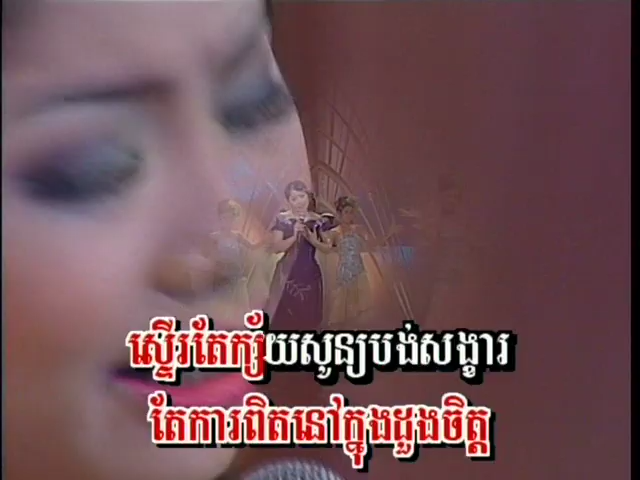 ស្ទើរតែក្ស័យសូន្យបង់សង្ខារ
តែការពិតនៅក្នុងដួងចិត្ត